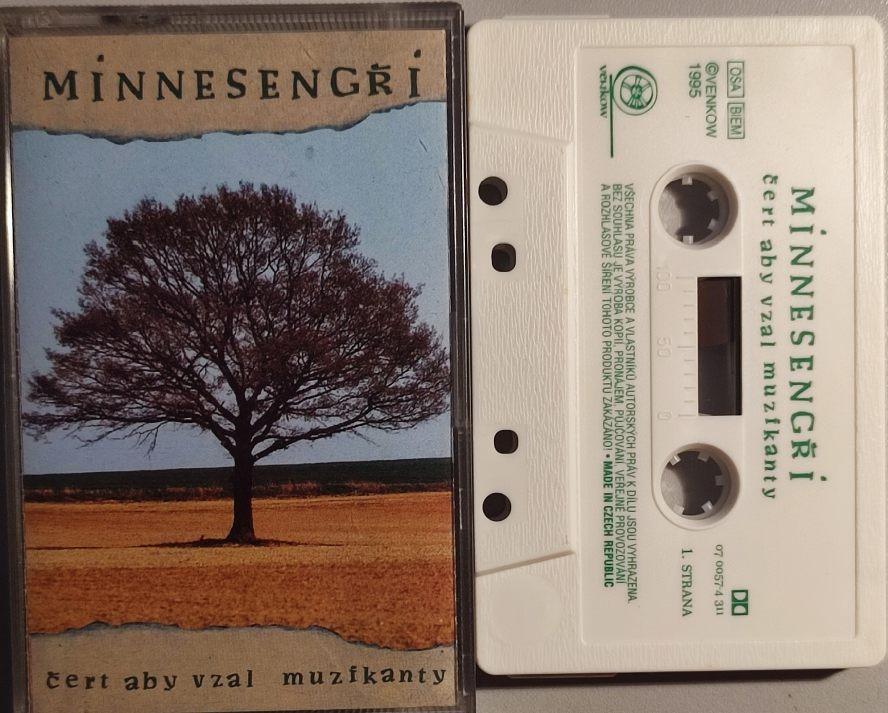 MINNESENGŘI
čert aby vzal muzikanty
MINNESENGŘI
čert aby vzal muzikanty
OSA BIEM
©VENKOW
1995
venkow
VŠECHNA PRÁVA VÝROBCE A VLASTNÍKŮ AUTORSKÝCH PRÁV K DÍLU JSOU VYHRAZENA.
BEZ SOUHLASU JE VÝROBA KOPIÍ, PRONÁJEM, PŮJČOVÁNÍ, VEŘEJNÉ PROVOZOVÁNÍ
A ROZHLASOVÉ ŠÍŘENÍ TOHOTO PRODUKTU ZAKÁZÁNO! • MADE IN CZECH REPUBLIC
100 50 0
07 0057-4 311
1. STRANA